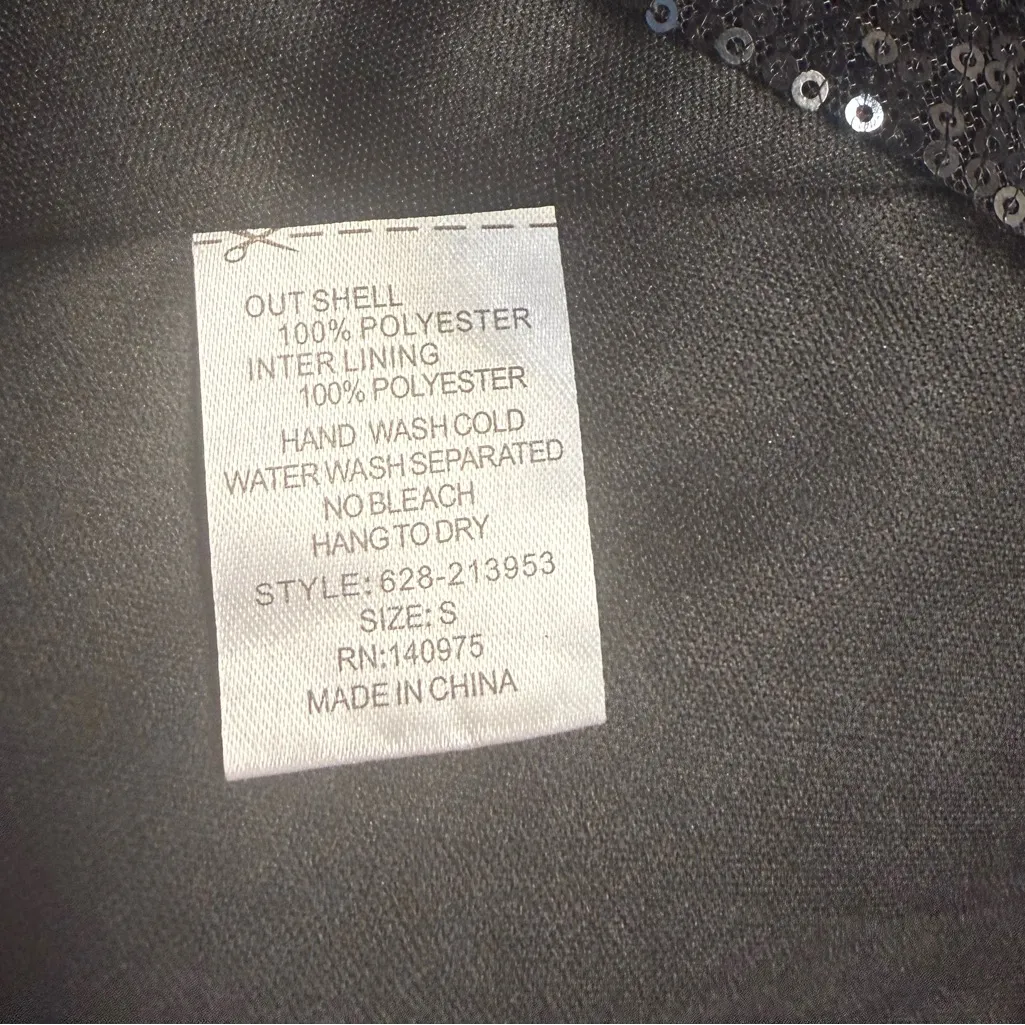 OUT SHELL
100% POLYESTER
INTER LINING
100% POLYESTER
HAND WASH COLD
WATER WASH SEPARATED
NO BLEACH
HANG TO DRY
STYLE: 628-213953
SIZE: S
RN:140975
MADE IN CHINA